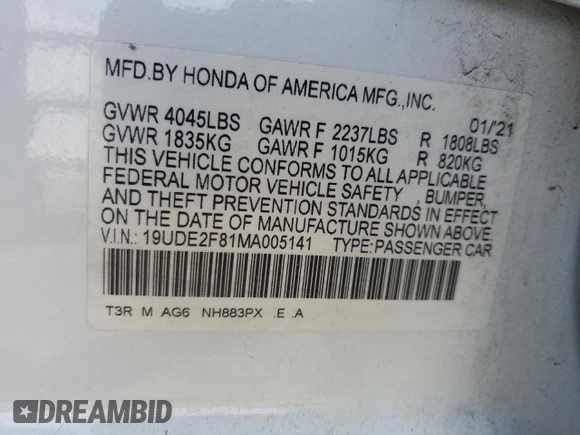 MFD.BY HONDA OF AMERICA MFG.,INC.
01/'21
GVWR 4045LBS GAWR F 2237LBS R 1808LBS
GVWR 1835KG GAWR F 1015KG R 820KG
THIS VEHICLE CONFORMS TO ALL APPLICABLE
FEDERAL MOTOR VEHICLE SAFETY , BUMPER,
AND THEFT PREVENTION STANDARDS IN EFFECT
ON THE DATE OF MANUFACTURE SHOWN ABOVE.
V.I.N.: 19UDE2F81MA005141 TYPE:PASSENGER CAR
T3R M AG6 NH883PX .E .A
DREAMBID